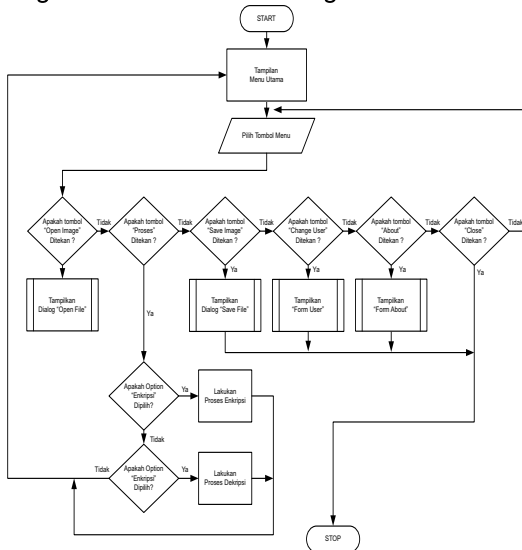 START
Tampilan
Menu Utama
Pilih Tombol Menu
Apakah tombol
"Open Image"
Ditekan ?
Tidak
Apakah tombol
"Proses"
Ditekan ?
Tidak
Apakah tombol
"Save Image"
Ditekan ?
Tidak
Apakah tombol
"Change User"
Ditekan ?
Tidak
Apakah tombol
"About"
Ditekan ?
Tidak
Apakah tombol
"Close"
Ditekan ?
Tidak
Ya
Ya
Ya
Ya
Tampilkan
Dialog "Open File"
Tampilkan
Dialog "Save File"
Tampilkan
"Form User"
Tampilkan
"Form About"
Ya
Apakah Option
"Enkripsi"
Dipilih?
Ya
Lakukan
Proses Enkripsi
Tidak
Tidak
Apakah Option
"Enkripsi"
Dipilih?
Ya
Lakukan
Proses Dekripsi
STOP